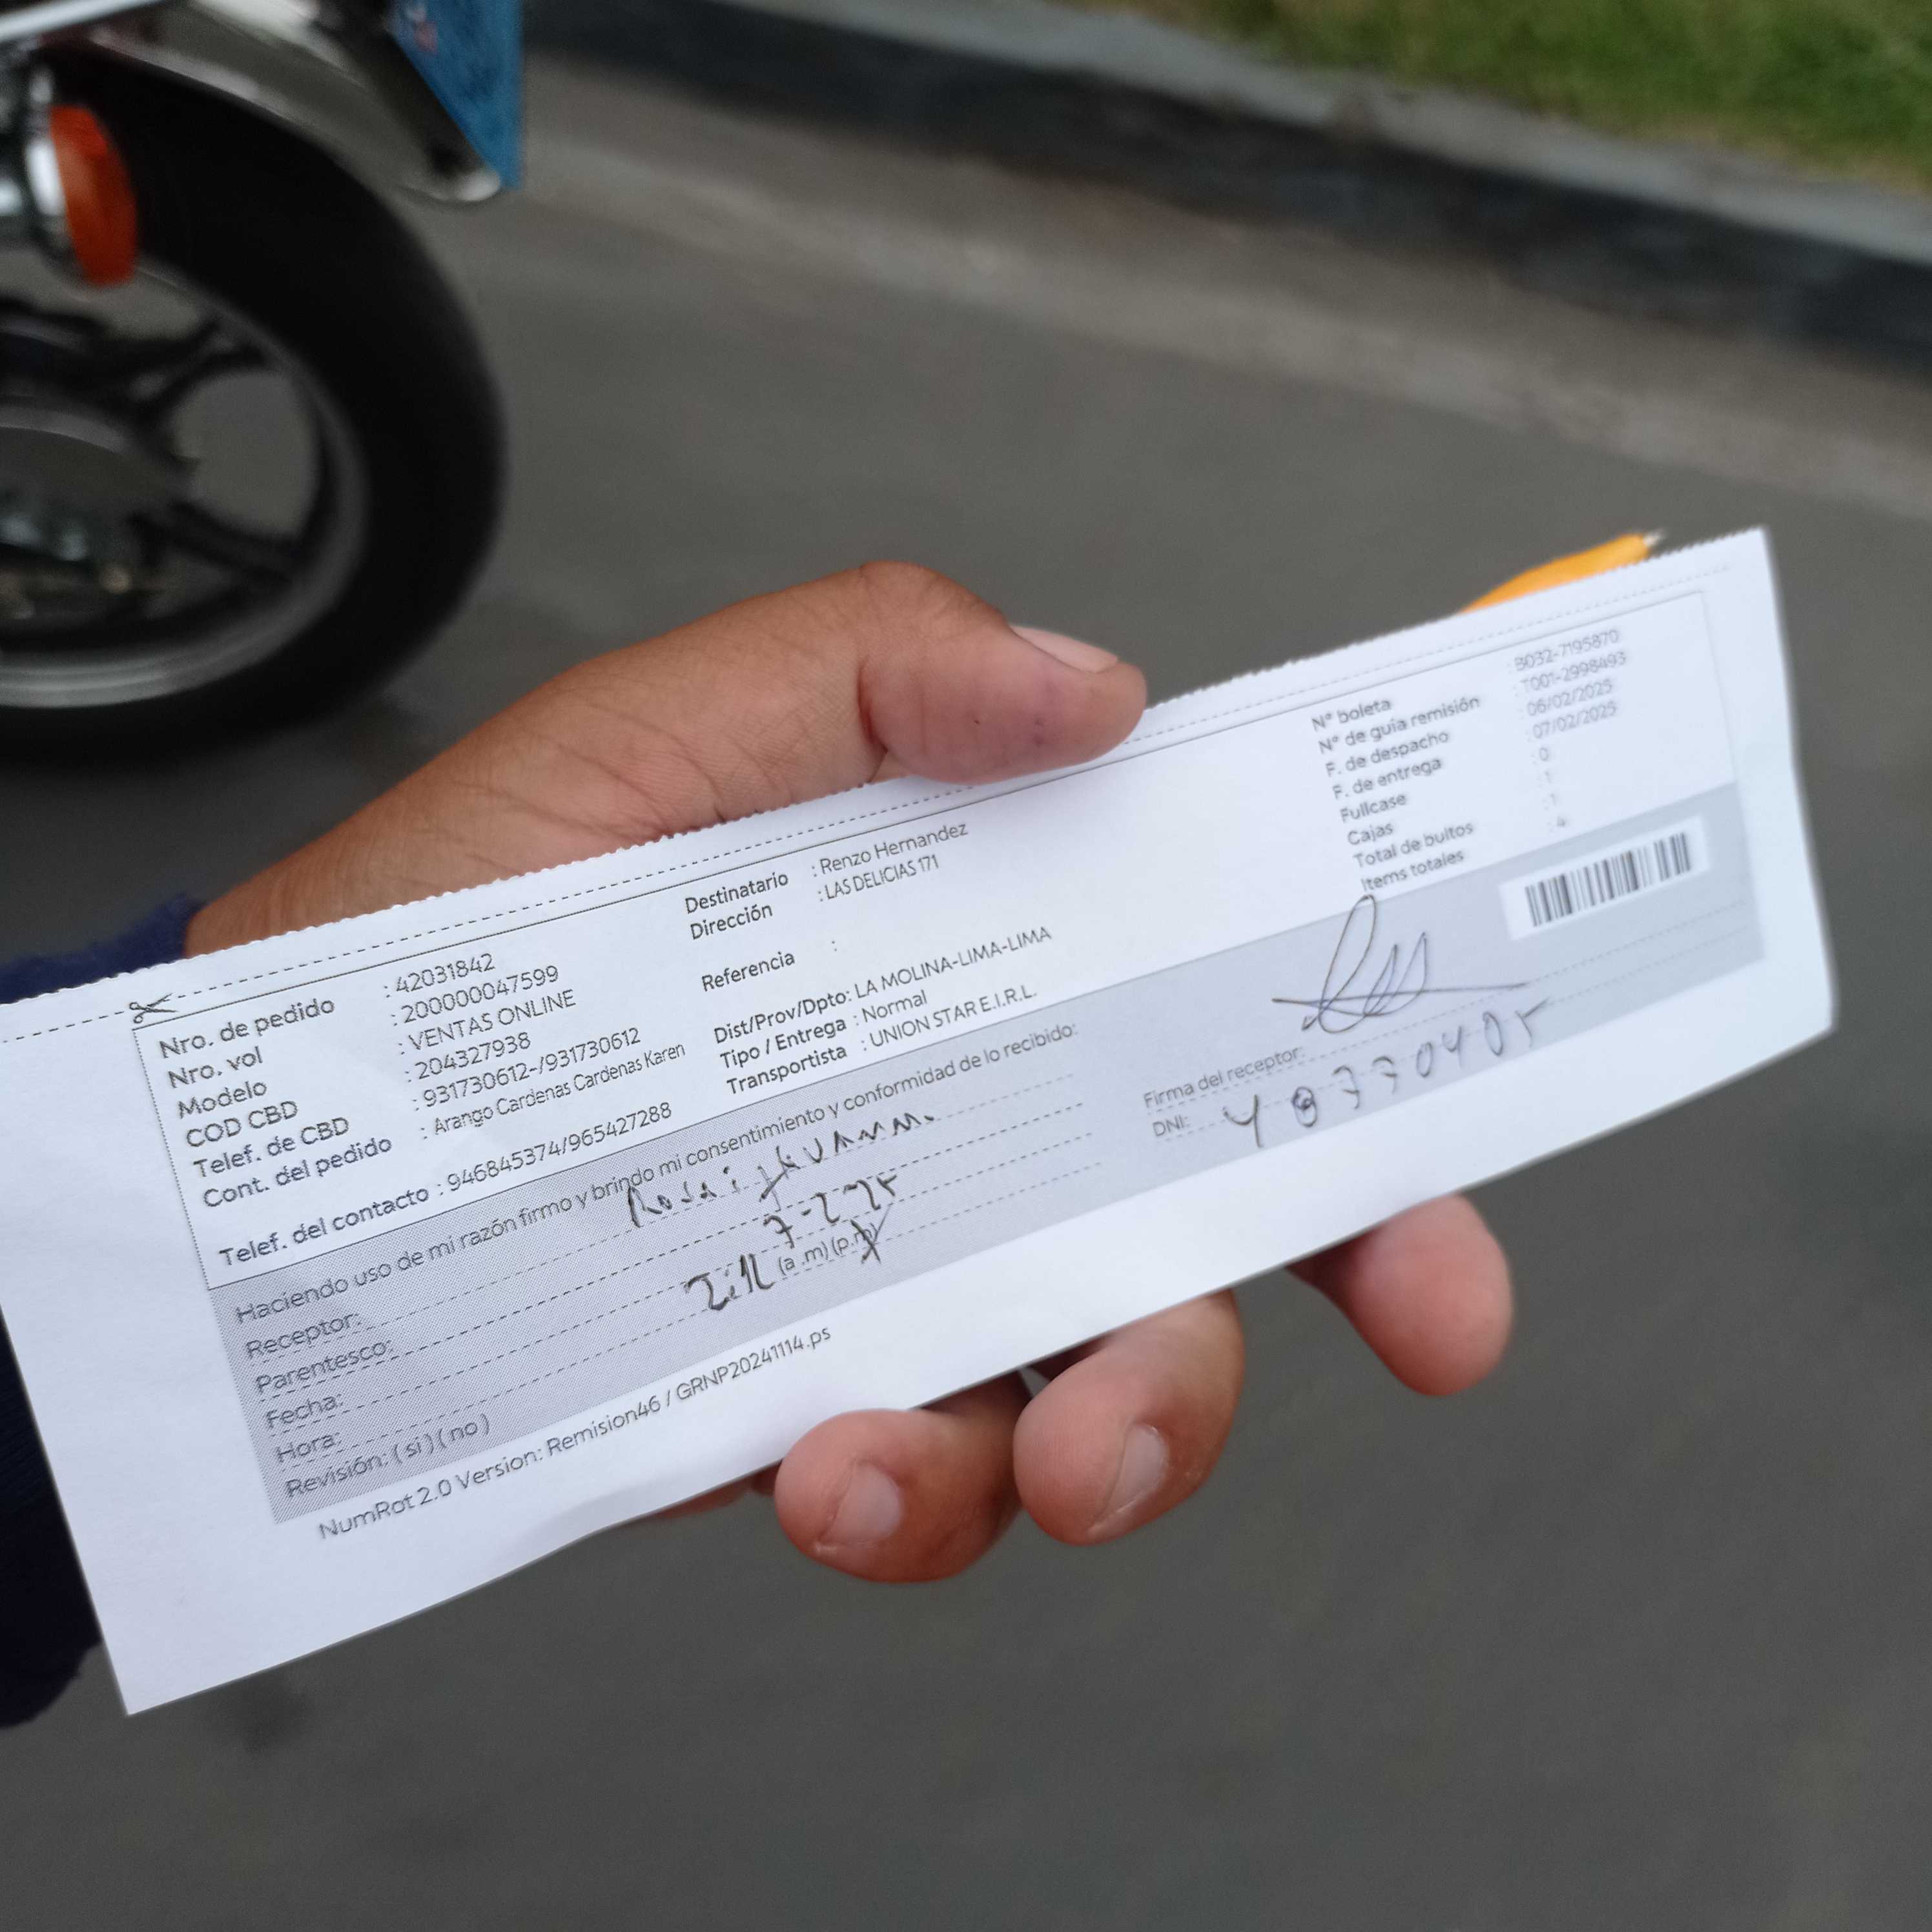 Nro. de pedido : 42031842
Nro. vol : 200000047599
Modelo : VENTAS ONLINE
COD CBD : 204327938
Telef. de CBD : 931730612-/931730612
Cont. del pedido : Arango Cardenas Cardenas Karen
Telef. del contacto : 946845374/965427288
Destinatario : Renzo Hernandez
Dirección : LAS DELICIAS 171
Referencia :
Dist/Prov/Dpto: LA MOLINA-LIMA-LIMA
Tipo / Entrega : Normal
Transportista : UNION STAR E.I.R.L.
N° boleta : B032-7195870
N° de guía remisión : T001-2998493
F. de despacho : 06/02/2025
F. de entrega : 07/02/2025
Fullcase : 0
Cajas : 1
Total de bultos : 1
Items totales : 4
Haciendo uso de mi razón firmo y brindo mi consentimiento y conformidad de lo recibido:
Receptor:
Parentesco:
Fecha: 7-2-25
Hora: (a.m) (p.m)
Revisión: ( si ) ( no )
Firma del receptor:
DNI:
NumRot 2.0 Version: Remision46 / GRNP20241114.ps